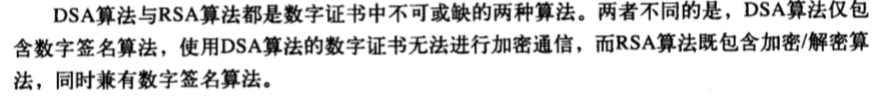 DSA算法与RSA算法都是数字证书中不可或缺的两种算法。两者不同的是，DSA算法仅包
含数字签名算法，使用DSA算法的数字证书无法进行加密通信，而RSA算法既包含加密/解密算
法，同时兼有数字签名算法。